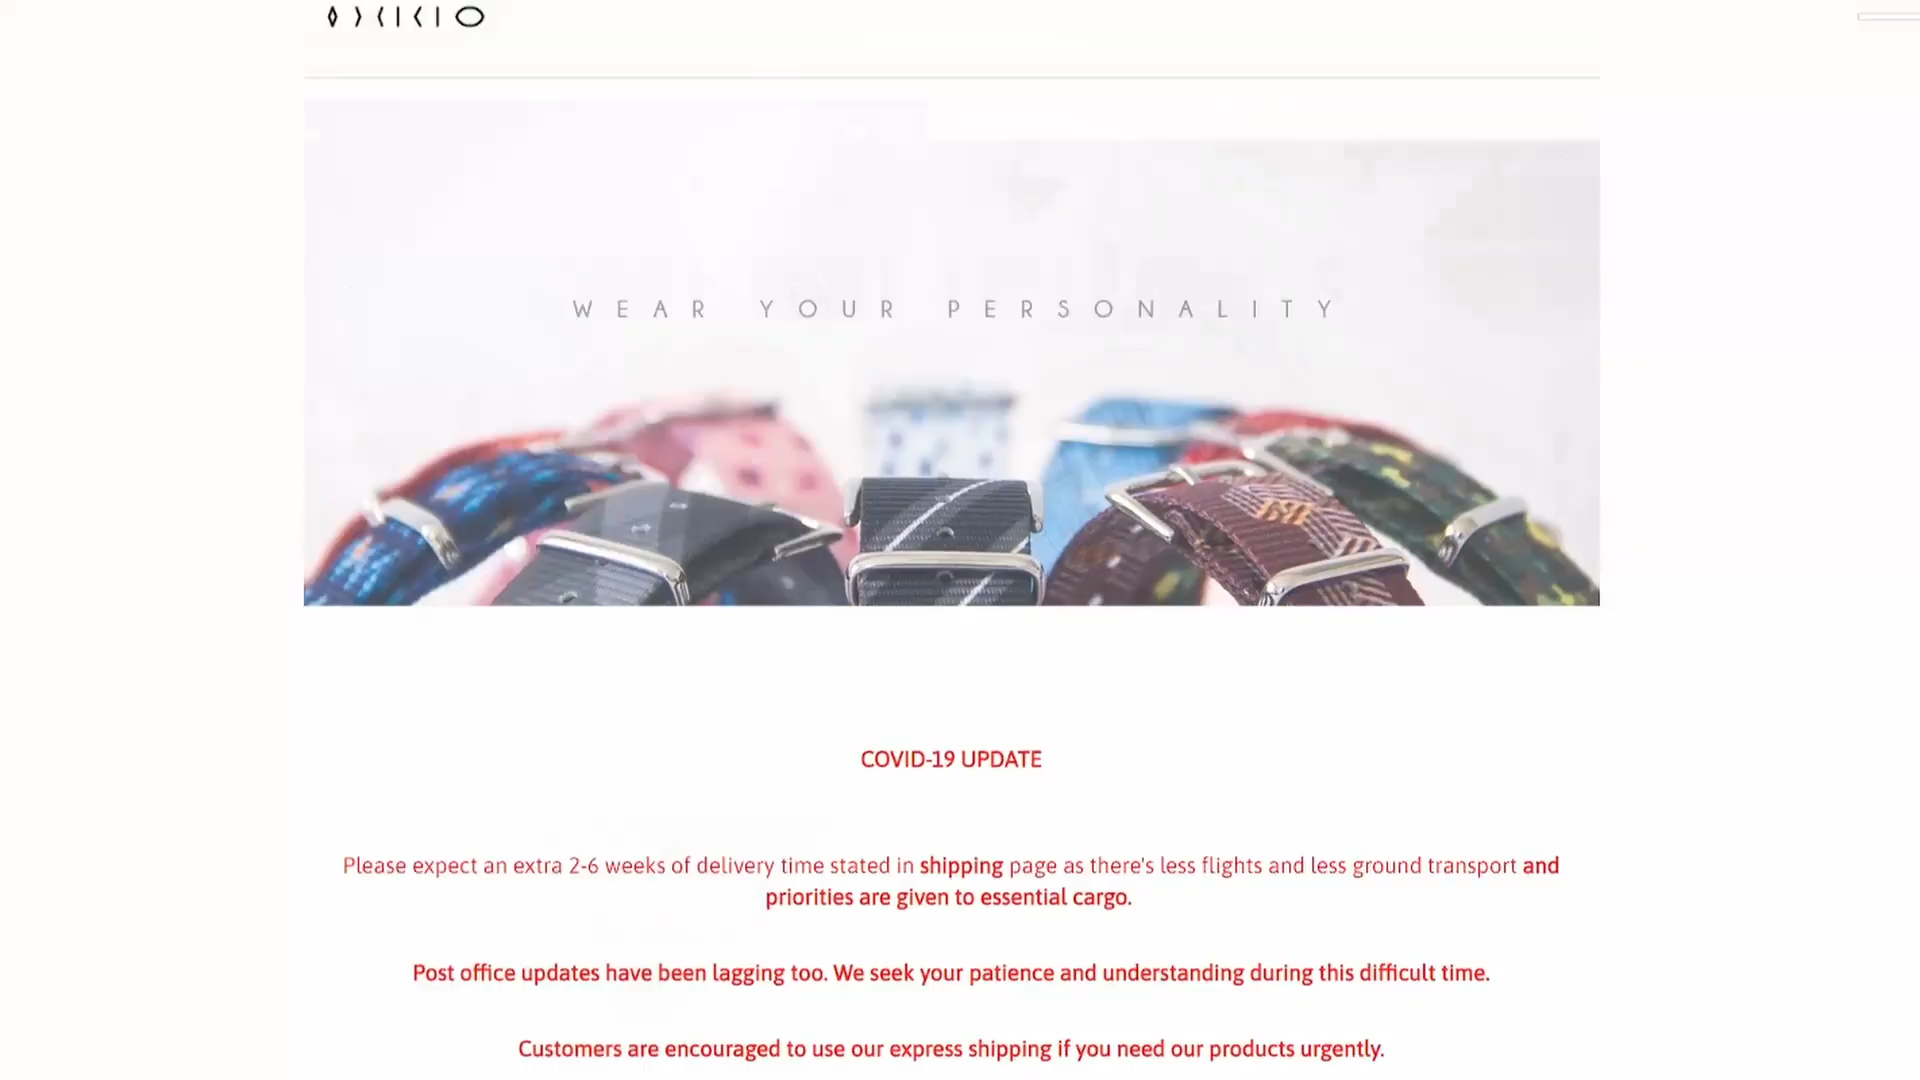 WEAR YOUR PERSONALITY
COVID-19 UPDATE
Please expect an extra 2-6 weeks of delivery time stated in shipping page as there's less flights and less ground transport and
priorities are given to essential cargo.
Post office updates have been lagging too. We seek your patience and understanding during this difficult time.
Customers are encouraged to use our express shipping if you need our products urgently.